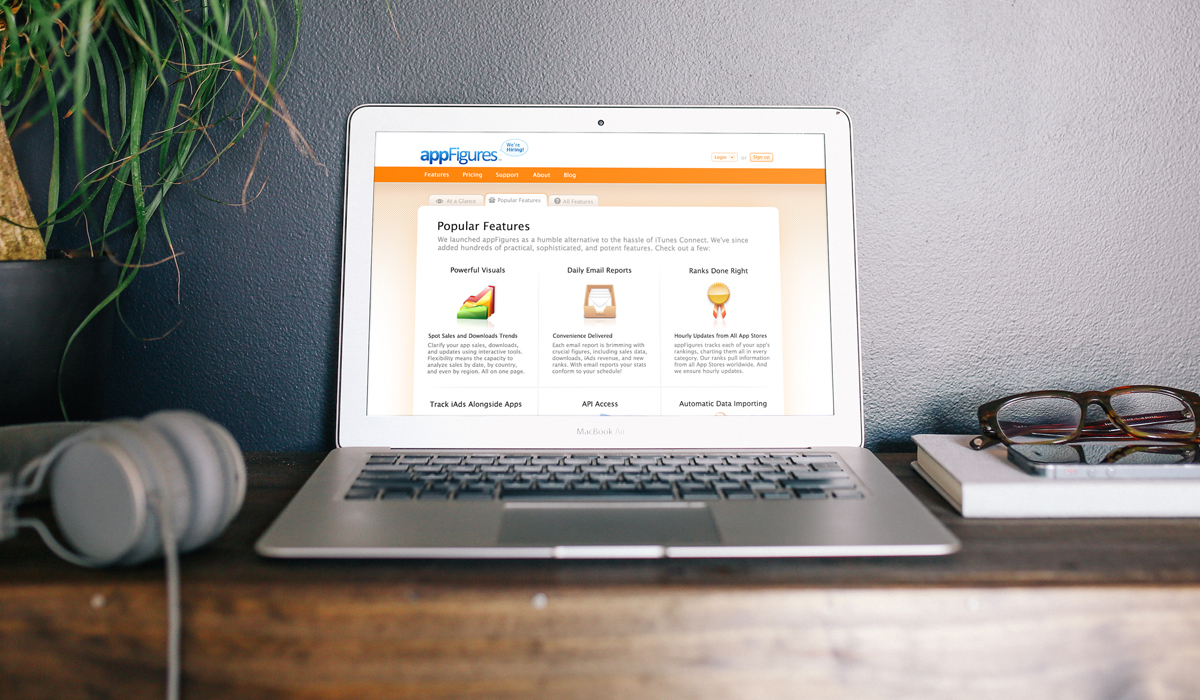 appFigures
We're
Hiring!
Login or Sign up
Features Pricing Support About Blog
At a Glance Popular Features All Features
Popular Features
We launched appFigures as a humble alternative to the hassle of iTunes Connect. We've since
added hundreds of practical, sophisticated, and potent features. Check out a few:
Powerful Visuals
Spot Sales and Downloads Trends
Clarify your app sales, downloads,
and updates using interactive tools.
Flexibility means the capacity to
analyze sales by date, by country,
and even by region. All on one page.
Daily Email Reports
Convenience Delivered
Each email report is brimming with
crucial figures, including sales data,
downloads, iAds revenue, and new
ranks. With email reports your stats
conform to your schedule!
Ranks Done Right
Hourly Updates from All App Stores
appFigures tracks each of your app's
rankings, charting them all in every
category. Our ranks pull information
from all App Stores worldwide. And
we ensure hourly updates.
Track iAds Alongside Apps
API Access
Automatic Data Importing
MacBook Air